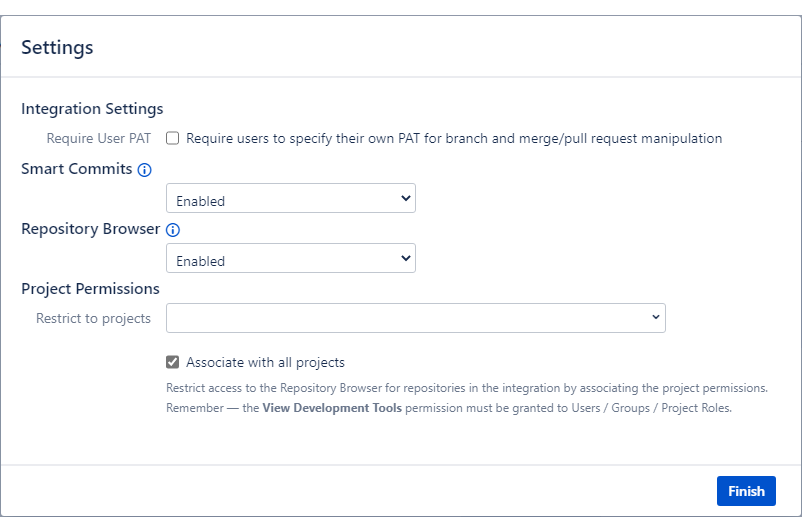 Settings
Integration Settings
Require User PAT Require users to specify their own PAT for branch and merge/pull request manipulation
Smart Commits
Enabled
Repository Browser
Enabled
Project Permissions
Restrict to projects
Associate with all projects
Restrict access to the Repository Browser for repositories in the integration by associating the project permissions.
Remember — the View Development Tools permission must be granted to Users / Groups / Project Roles.
Finish